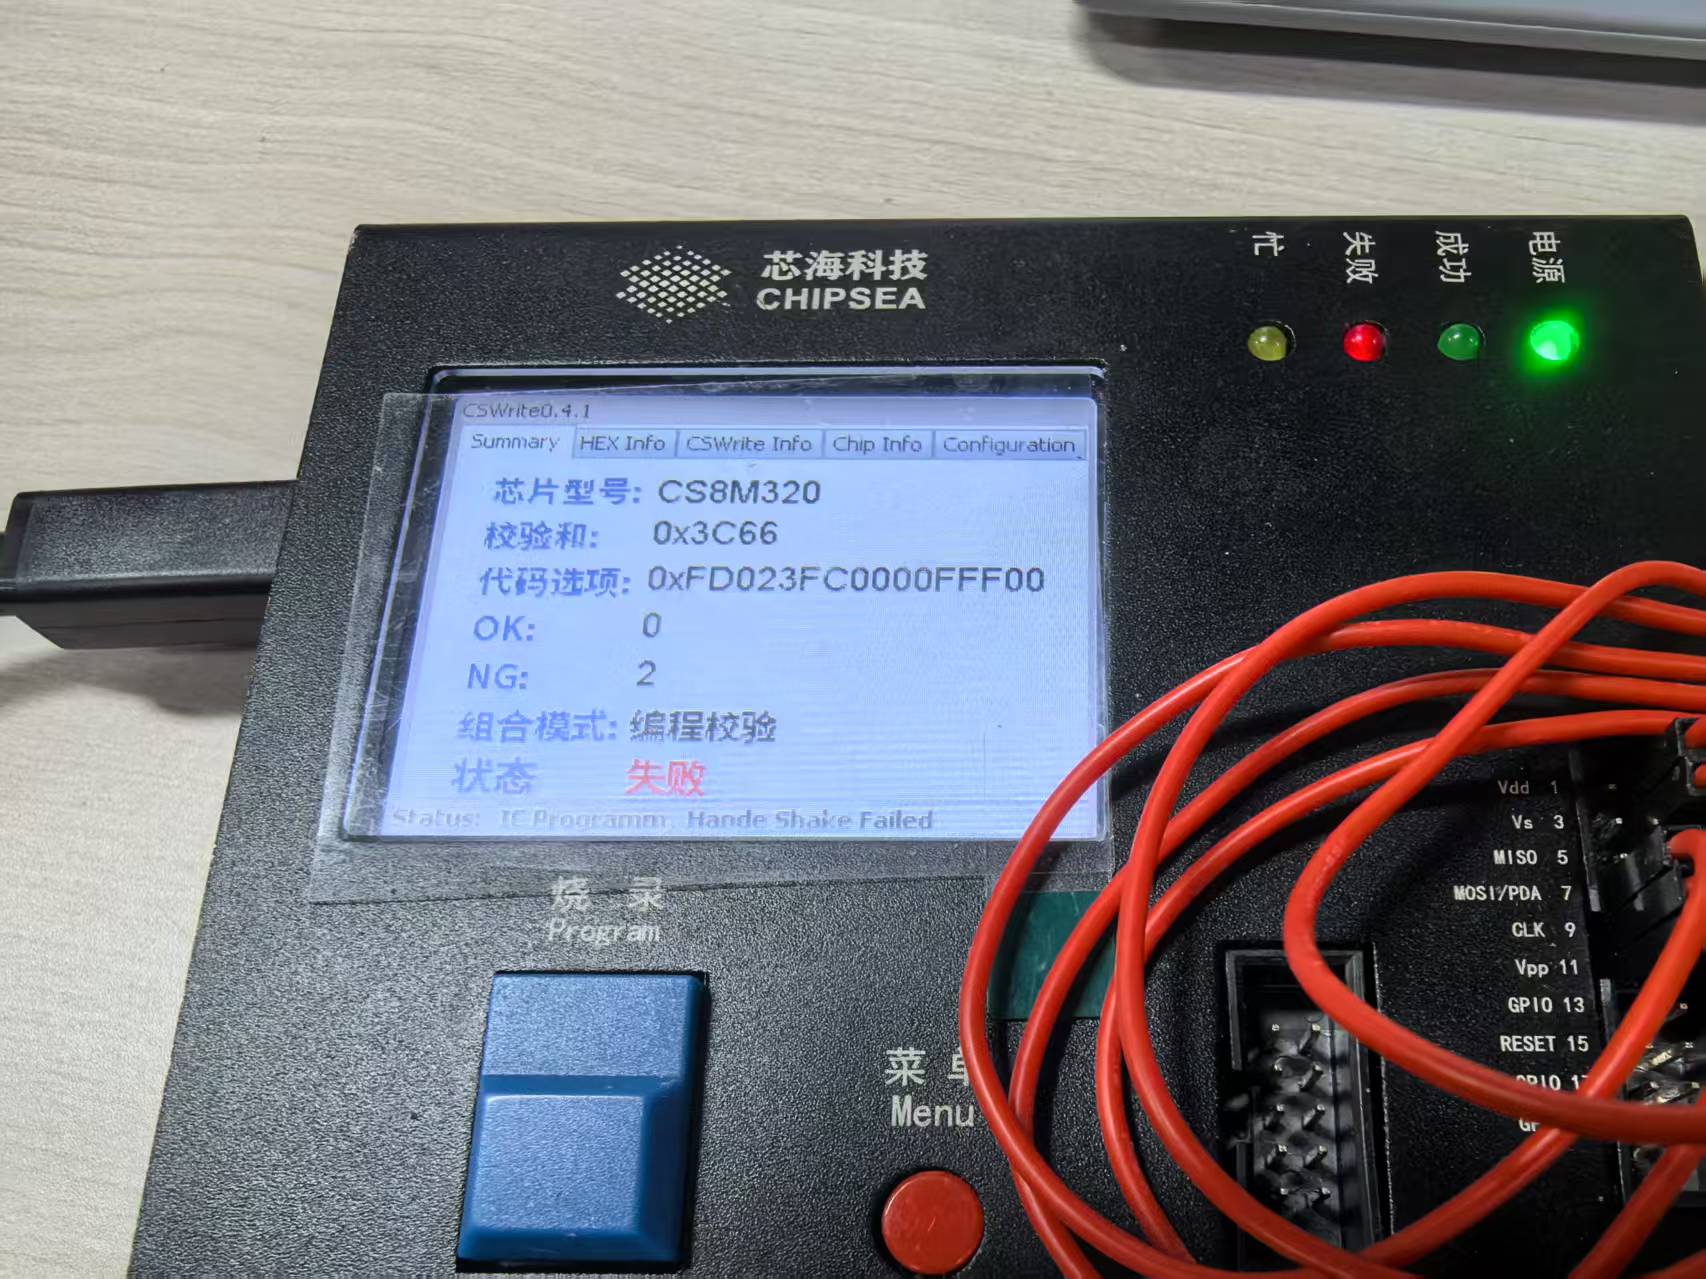 芯海科技
CHIPSEA
忙
失败
成功
电源
CSWrite0.4.1
Summary HEX Info CSWrite Info Chip Info Configuration
芯片型号: CS8M320
校验和: 0x3C66
代码选项: 0xFD023FC0000FFF00
OK: 0
NG: 2
组合模式: 编程校验
状态 失败
Status: IC Programm, Hande Shake Failed
烧 录
Program
菜
Menu
Vdd 1
Vs 3
MISO 5
MOSI/PDA 7
CLK 9
Vpp 11
GPIO 13
RESET 15